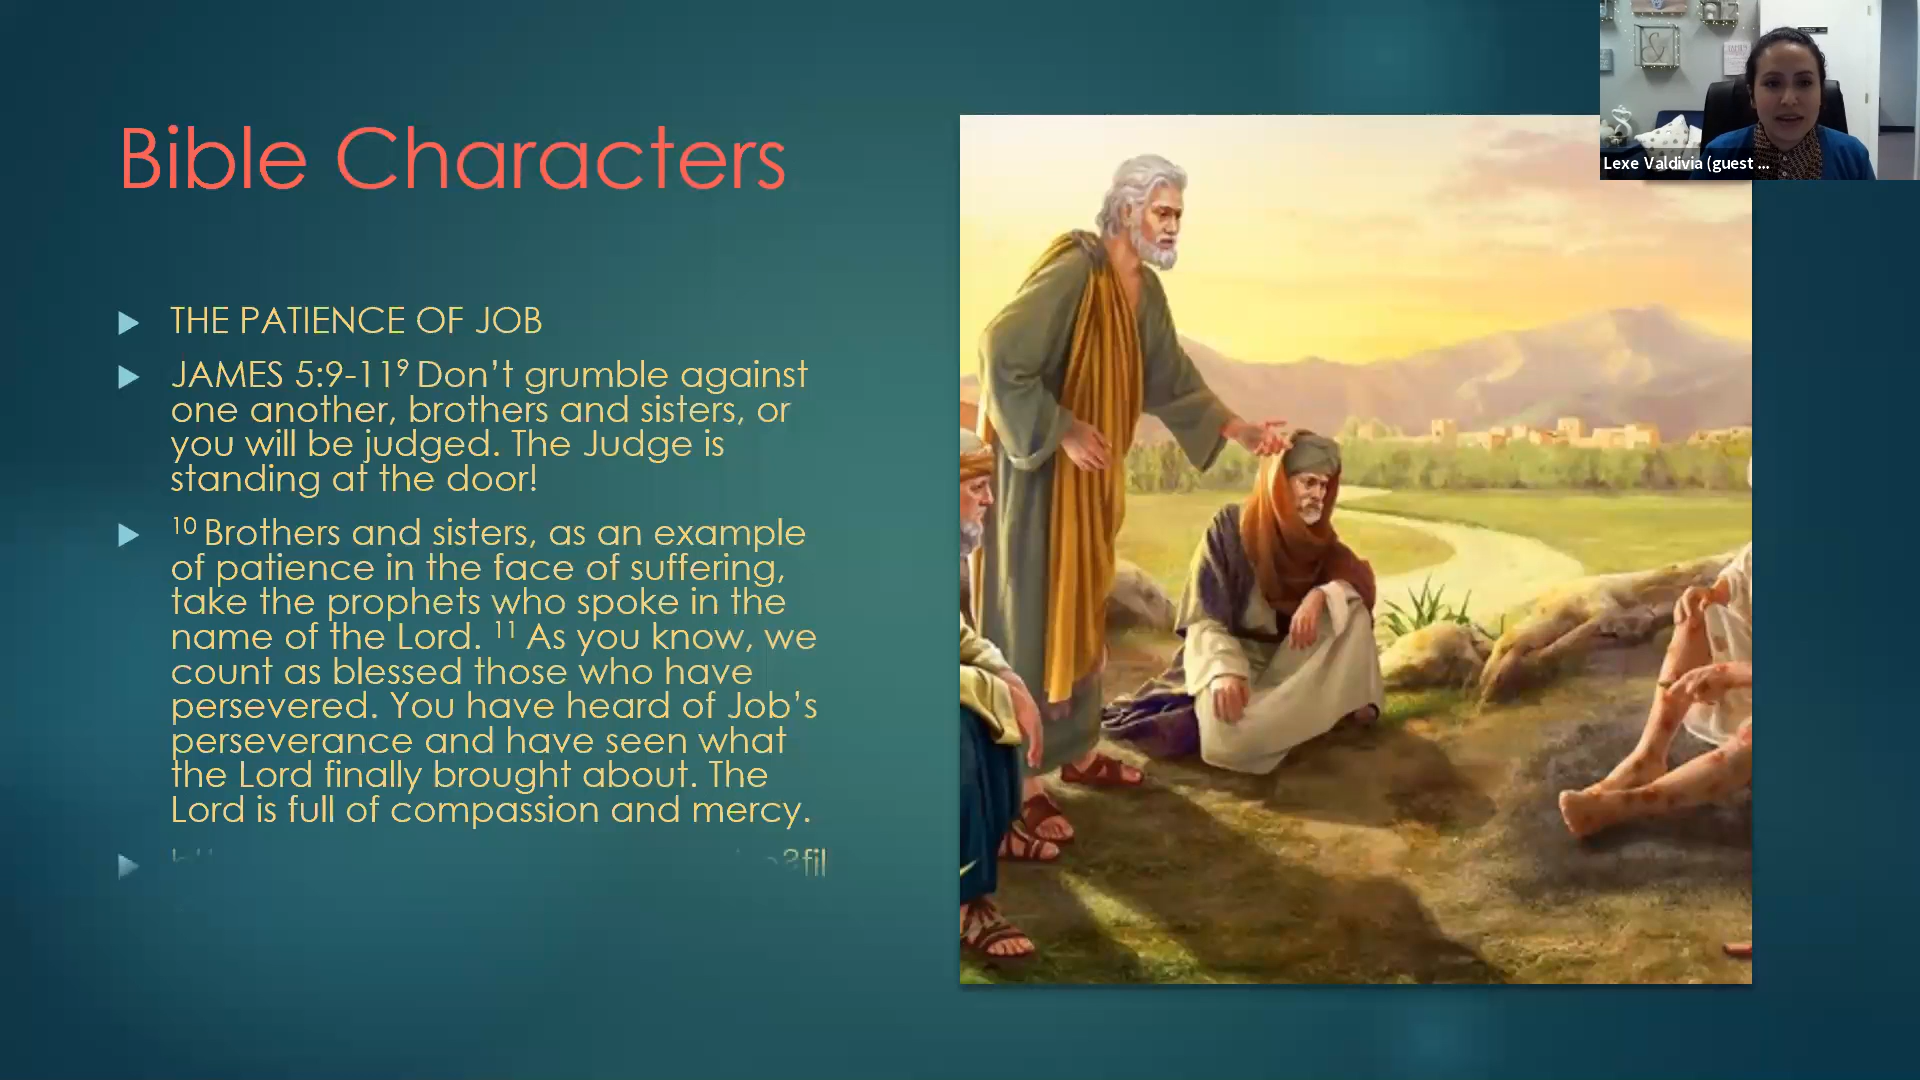 Bible Characters
THE PATIENCE OF JOB
JAMES 5:9-11⁹ Don’t grumble against
one another, brothers and sisters, or
you will be judged. The Judge is
standing at the door!
¹⁰ Brothers and sisters, as an example
of patience in the face of suffering,
take the prophets who spoke in the
name of the Lord. ¹¹ As you know, we
count as blessed those who have
persevered. You have heard of Job’s
perseverance and have seen what
the Lord finally brought about. The
Lord is full of compassion and mercy.
&
Lexe Valdivia (guest ...